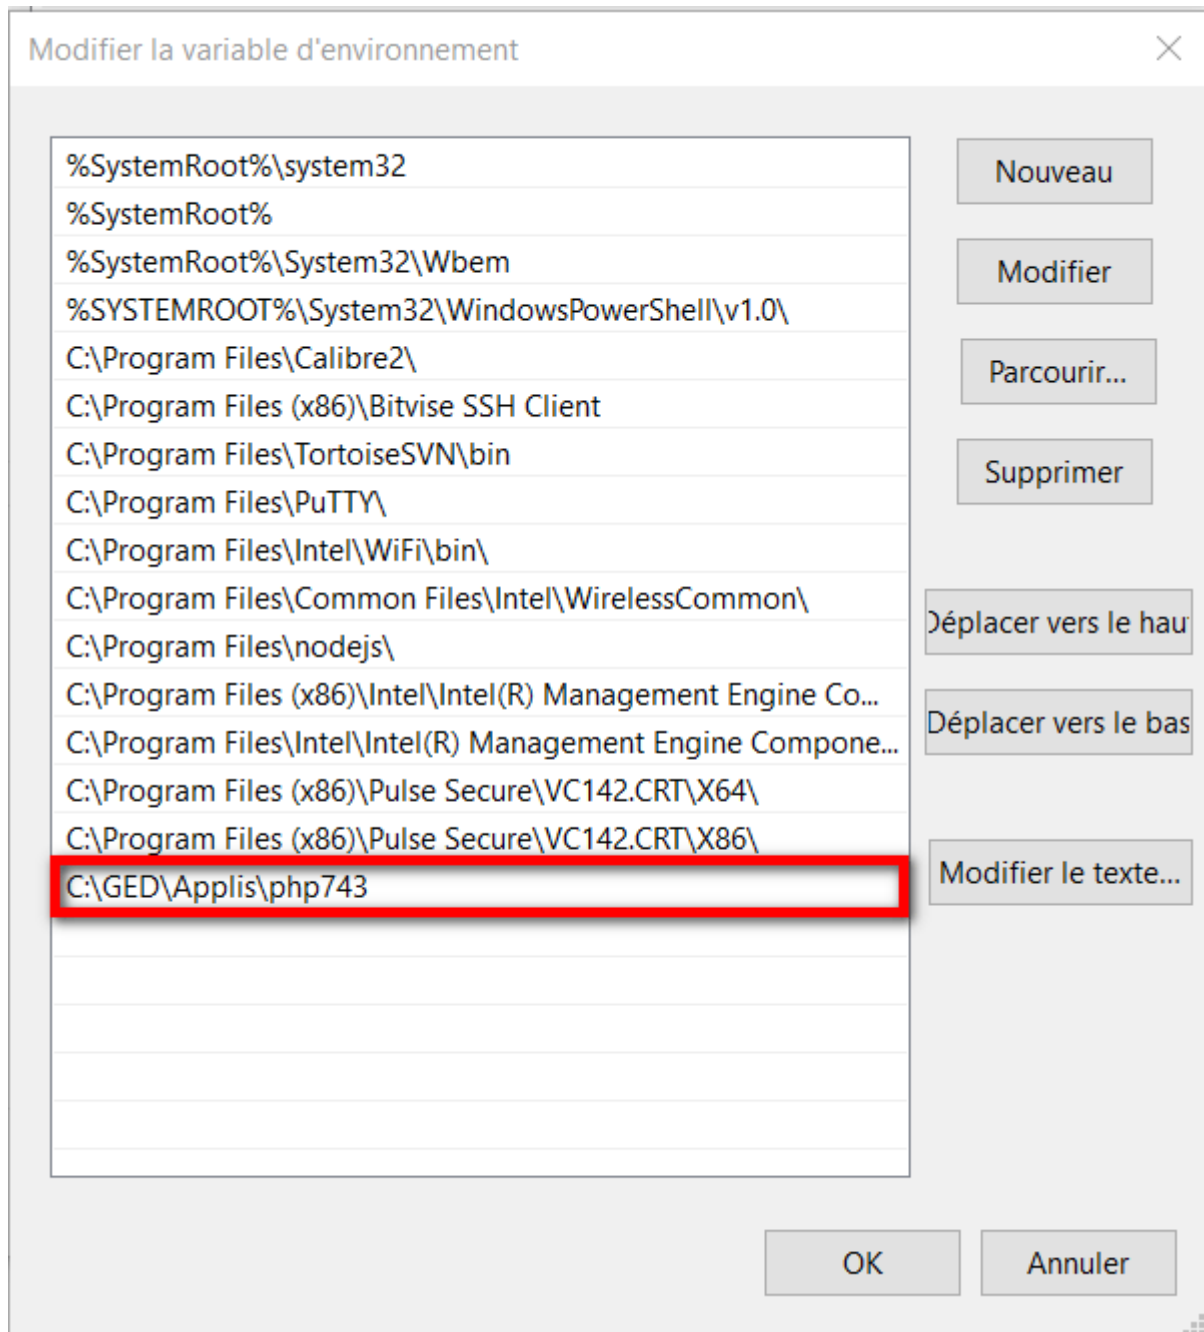 Modifier la variable d'environnement
%SystemRoot%\system32
%SystemRoot%
%SystemRoot%\System32\Wbem
%SYSTEMROOT%\System32\WindowsPowerShell\v1.0\
C:\Program Files\Calibre2\
C:\Program Files (x86)\Bitvise SSH Client
C:\Program Files\TortoiseSVN\bin
C:\Program Files\PuTTY\
C:\Program Files\Intel\WiFi\bin\
C:\Program Files\Common Files\Intel\WirelessCommon\
C:\Program Files\nodejs\
C:\Program Files (x86)\Intel\Intel(R) Management Engine Co...
C:\Program Files\Intel\Intel(R) Management Engine Compone...
C:\Program Files (x86)\Pulse Secure\VC142.CRT\X64\
C:\Program Files (x86)\Pulse Secure\VC142.CRT\X86\
C:\GED\Applis\php743
Nouveau
Modifier
Parcourir...
Supprimer
Déplacer vers le hau
Déplacer vers le bas
Modifier le texte...
OK
Annuler